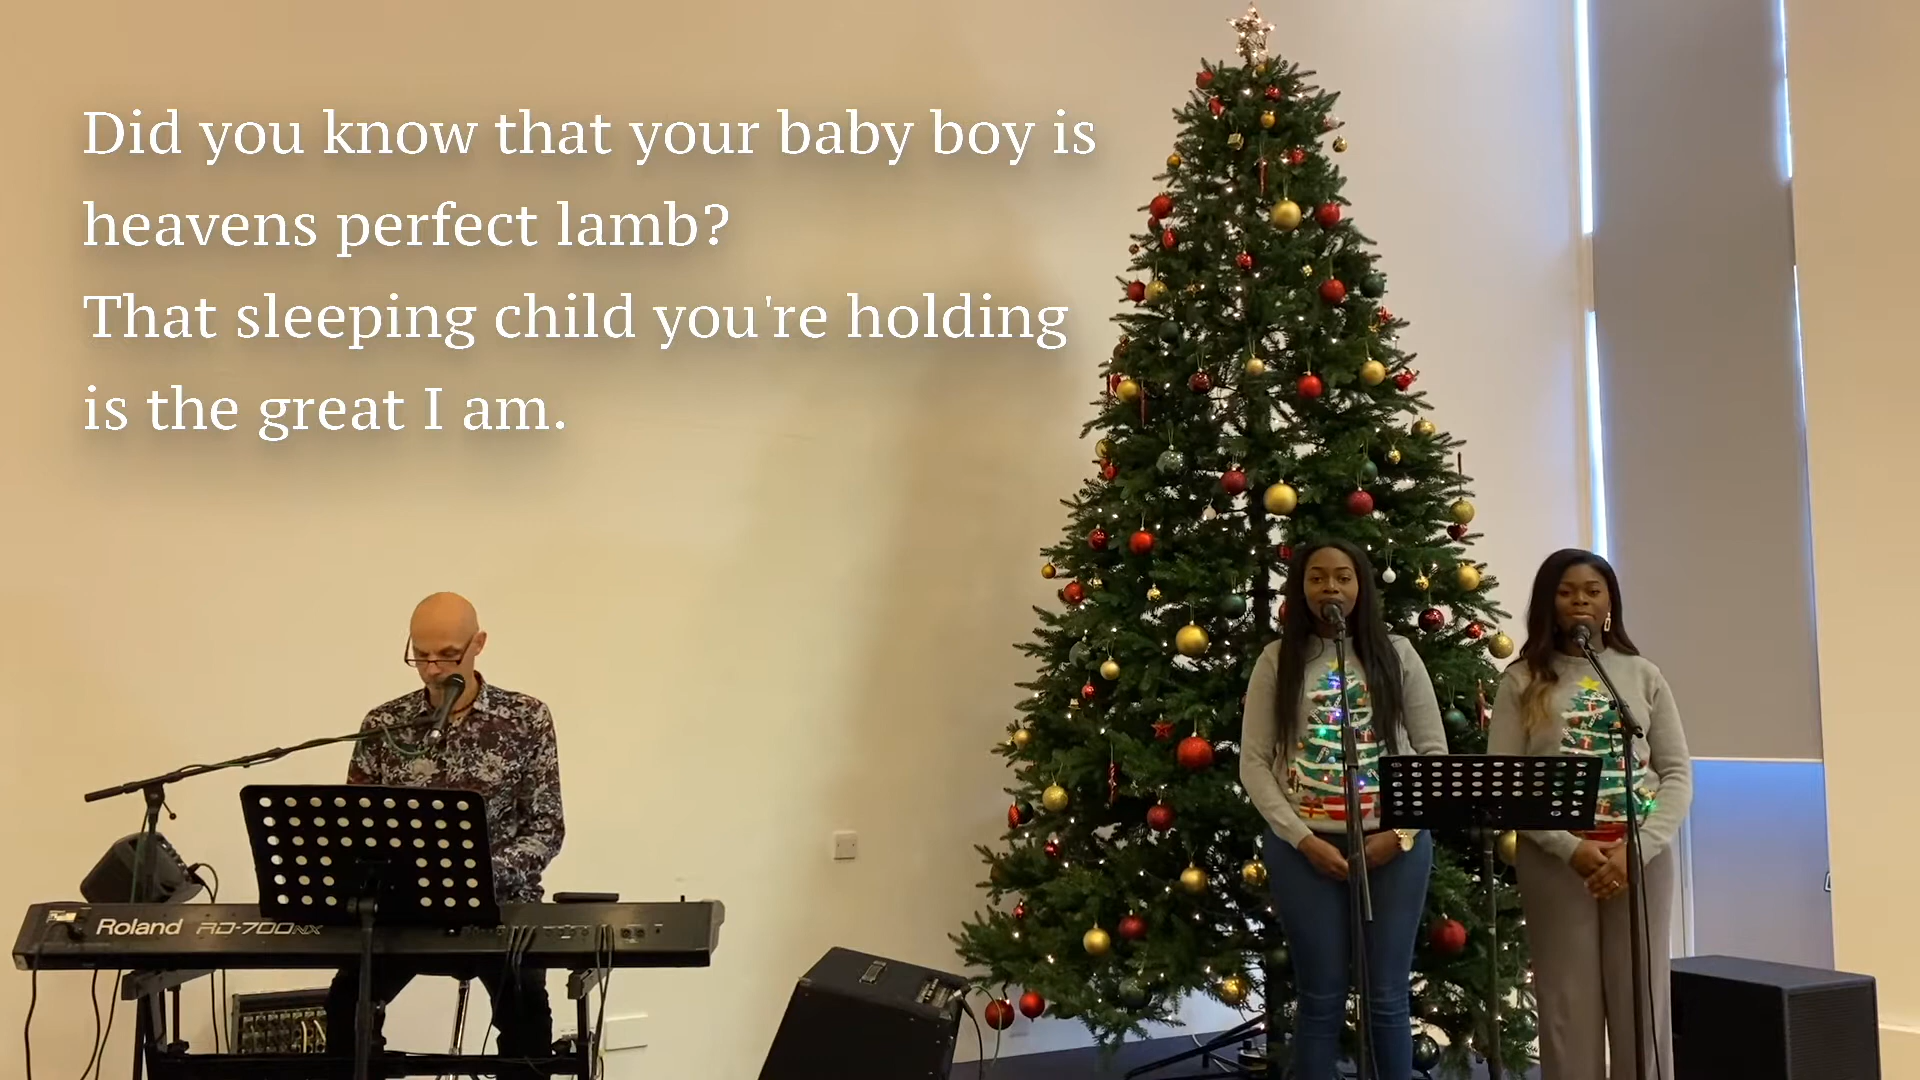 Did you know that your baby boy is
heavens perfect lamb?
That sleeping child you're holding
is the great I am.
Roland RD-700NX